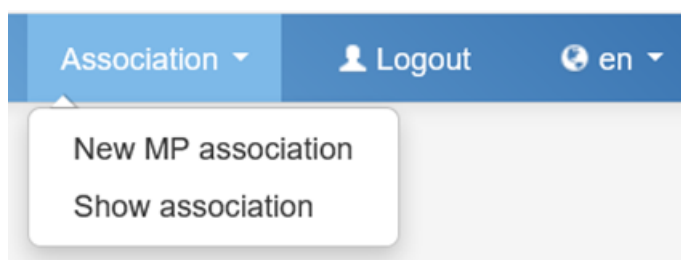 Association Logout en
New MP association
Show association